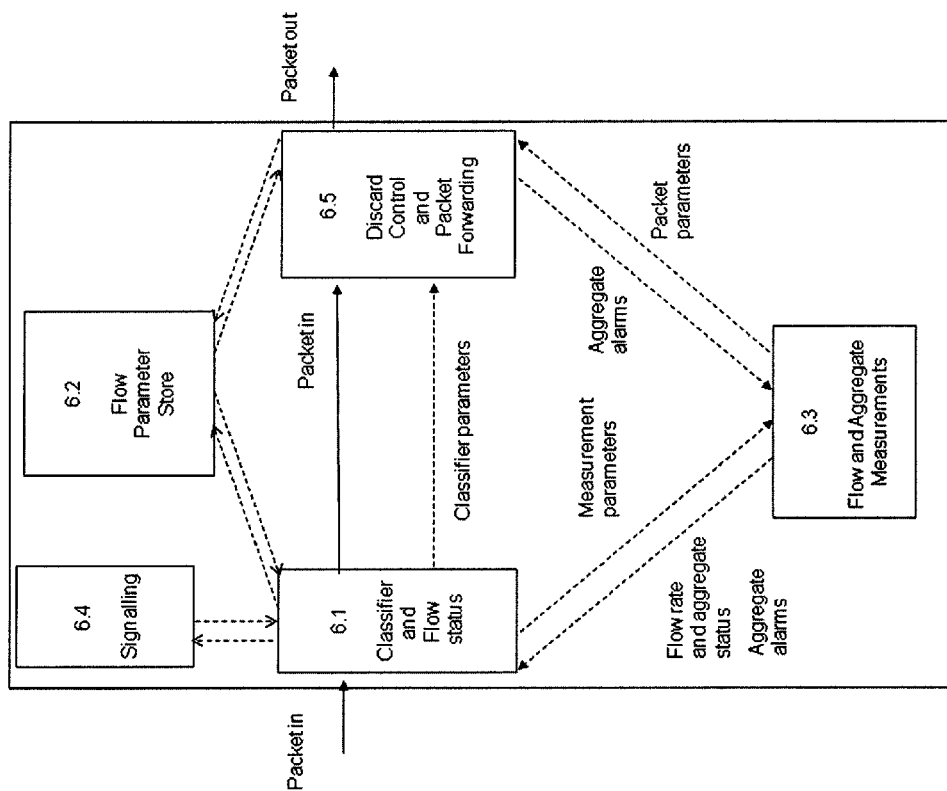 Packet in
6.4
Signalling
6.1
Classifier
and
Flow
status
6.2
Flow
Parameter
Store
Packet in
Classifier parameters
6.5
Discard
Control
and
Packet
Forwarding
Packet out
Measurement
parameters
Aggregate
alarms
Packet
parameters
Flow rate
and aggregate
status
Aggregate
alarms
6.3
Flow and Aggregate
Measurements